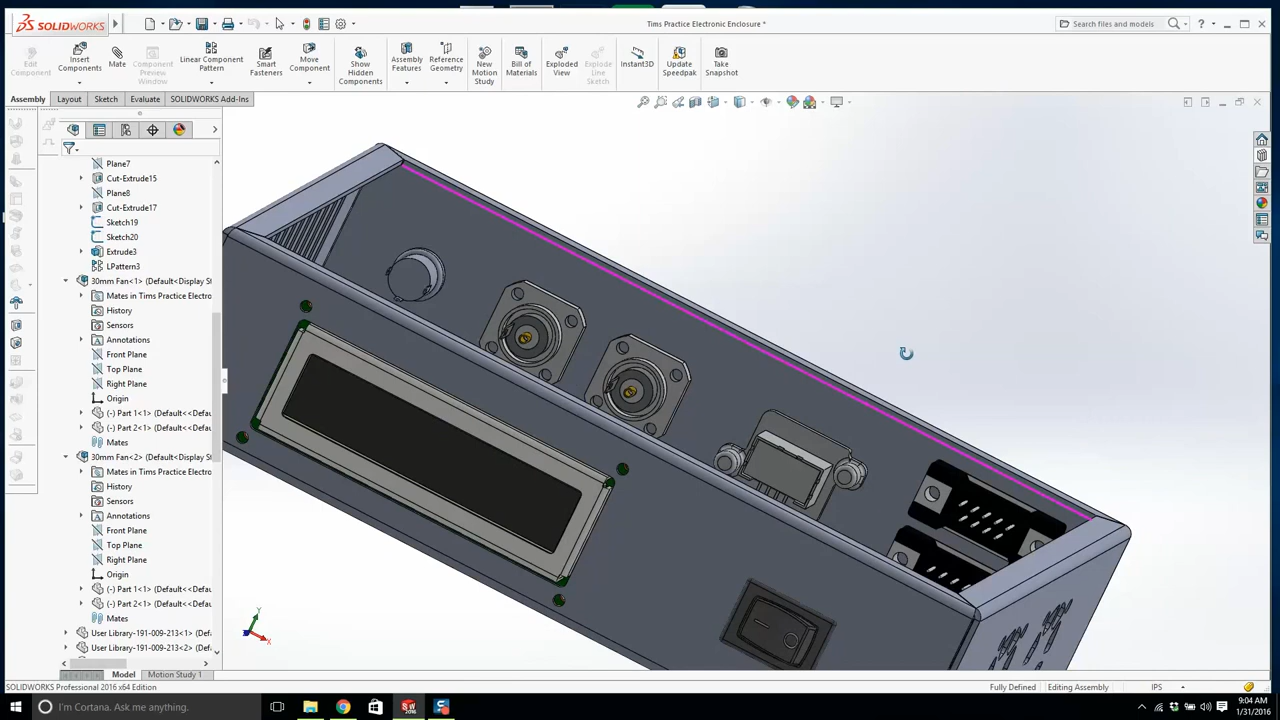 SOLIDWORKS
Tims Practice Electronic Enclosure *
Search files and models
Edit Component
Insert Components
Mate
Component Preview Window
Linear Component Pattern
Smart Fasteners
Move Component
Show Hidden Components
Assembly Features
Reference Geometry
New Motion Study
Bill of Materials
Exploded View
Explode Line Sketch
Instant3D
Update Speedpak
Take Snapshot
Assembly Layout Sketch Evaluate SOLIDWORKS Add-Ins
Plane7
Cut-Extrude15
Plane8
Cut-Extrude17
Sketch19
Sketch20
Extrude3
LPattern3
30mm Fan<1> (Default<Display St
Mates in Tims Practice Electro
History
Sensors
Annotations
Front Plane
Top Plane
Right Plane
Origin
(-) Part 1<1> (Default<<Defa
(-) Part 2<1> (Default<<Defa
Mates
30mm Fan<2> (Default<Display St
Mates in Tims Practice Electro
History
Sensors
Annotations
Front Plane
Top Plane
Right Plane
Origin
(-) Part 1<1> (Default<<Defa
(-) Part 2<1> (Default<<Defa
Mates
User Library-191-009-213<1> (Def
User Library-191-009-213<2> (Def
Y
X
Model Motion Study 1
SOLIDWORKS Professional 2016 x64 Edition
Fully Defined Editing Assembly IPS
I'm Cortana. Ask me anything.
9:04 AM
1/31/2016